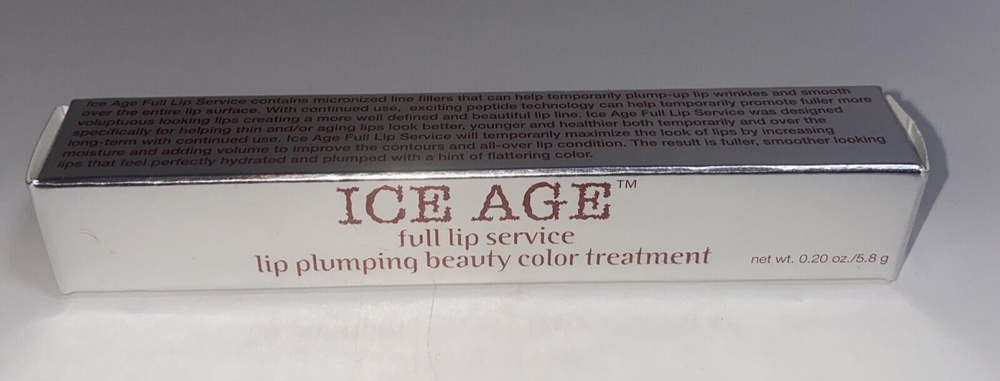 Ice Age Full Lip Service contains micronized line fillers that can help temporarily plump-up lip wrinkles and smooth
over the entire lip surface. With continued use, exciting peptide technology can help temporarily promote fuller more
voluptuous looking lips creating a more well defined and beautiful lip line. Ice Age Full Lip Service was designed
specifically for helping thin and/or aging lips look better, younger and healthier both temporarily and over the
long-term with continued use. Ice Age Full Lip Service will temporarily maximize the look of lips by increasing
moisture and adding volume to improve the contours and all-over lip condition. The result is fuller, smoother looking
lips that feel perfectly hydrated and plumped with a hint of flattering color.
ICE AGE™
full lip service
lip plumping beauty color treatment
net wt. 0.20 oz./5.8 g